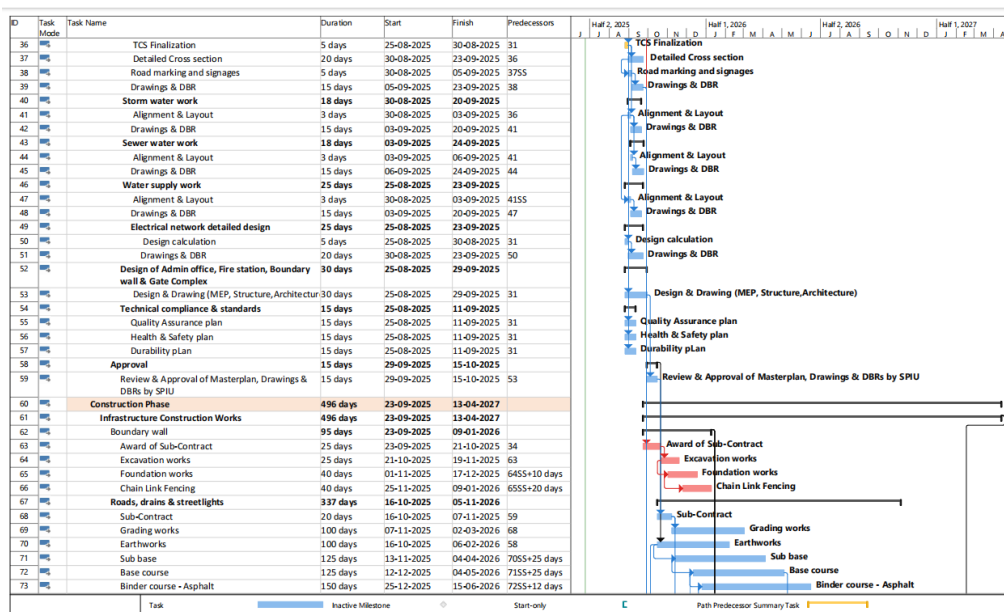 ID Task Mode Task Name Duration Start Finish Predecessors Half 2, 2025 Half 1, 2026 Half 2, 2026 Half 1, 2027
J J A S O N D J F M A M J J A S O N D J F M A
36 TCS Finalization 5 days 25-08-2025 30-08-2025 31 TCS Finalization
37 Detailed Cross section 20 days 30-08-2025 23-09-2025 36 Detailed Cross section
38 Road marking and signages 5 days 30-08-2025 05-09-2025 37SS Road marking and signages
39 Drawings & DBR 15 days 05-09-2025 23-09-2025 38 Drawings & DBR
40 Storm water work 18 days 30-08-2025 20-09-2025
41 Alignment & Layout 3 days 30-08-2025 03-09-2025 36 Alignment & Layout
42 Drawings & DBR 15 days 03-09-2025 20-09-2025 41 Drawings & DBR
43 Sewer water work 18 days 03-09-2025 24-09-2025
44 Alignment & Layout 3 days 03-09-2025 06-09-2025 41 Alignment & Layout
45 Drawings & DBR 15 days 06-09-2025 24-09-2025 44 Drawings & DBR
46 Water supply work 25 days 25-08-2025 23-09-2025
47 Alignment & Layout 3 days 30-08-2025 03-09-2025 41SS Alignment & Layout
48 Drawings & DBR 15 days 03-09-2025 20-09-2025 47 Drawings & DBR
49 Electrical network detailed design 25 days 25-08-2025 23-09-2025
50 Design calculation 5 days 25-08-2025 30-08-2025 31 Design calculation
51 Drawings & DBR 20 days 30-08-2025 23-09-2025 50 Drawings & DBR
52 Design of Admin office, Fire station, Boundary wall & Gate Complex 30 days 25-08-2025 29-09-2025
53 Design & Drawing (MEP, Structure,Architectur 30 days 25-08-2025 29-09-2025 31 Design & Drawing (MEP, Structure,Architecture)
54 Technical compliance & standards 15 days 25-08-2025 11-09-2025
55 Quality Assurance plan 15 days 25-08-2025 11-09-2025 31 Quality Assurance plan
56 Health & Safety plan 15 days 25-08-2025 11-09-2025 31 Health & Safety plan
57 Durability pLan 15 days 25-08-2025 11-09-2025 31 Durability pLan
58 Approval 15 days 29-09-2025 15-10-2025
59 Review & Approval of Masterplan, Drawings & DBRs by SPIU 15 days 29-09-2025 15-10-2025 53 Review & Approval of Masterplan, Drawings & DBRs by SPIU
60 Construction Phase 496 days 23-09-2025 13-04-2027
61 Infrastructure Construction Works 496 days 23-09-2025 13-04-2027
62 Boundary wall 95 days 23-09-2025 09-01-2026
63 Award of Sub-Contract 25 days 23-09-2025 21-10-2025 34 Award of Sub-Contract
64 Excavation works 25 days 21-10-2025 19-11-2025 63 Excavation works
65 Foundation works 40 days 01-11-2025 17-12-2025 64SS+10 days Foundation works
66 Chain Link Fencing 40 days 25-11-2025 09-01-2026 65SS+20 days Chain Link Fencing
67 Roads, drains & streetlights 337 days 16-10-2025 05-11-2026
68 Sub-Contract 20 days 16-10-2025 07-11-2025 59 Sub-Contract
69 Grading works 100 days 07-11-2025 02-03-2026 68 Grading works
70 Earthworks 100 days 16-10-2025 06-02-2026 58 Earthworks
71 Sub base 125 days 13-11-2025 04-04-2026 70SS+25 days Sub base
72 Base course 125 days 12-12-2025 04-05-2026 71SS+25 days Base course
73 Binder course - Asphalt 150 days 25-12-2025 15-06-2026 72SS+12 days Binder course - Asphalt
Task Inactive Milestone Start-only Path Predecessor Summary Task